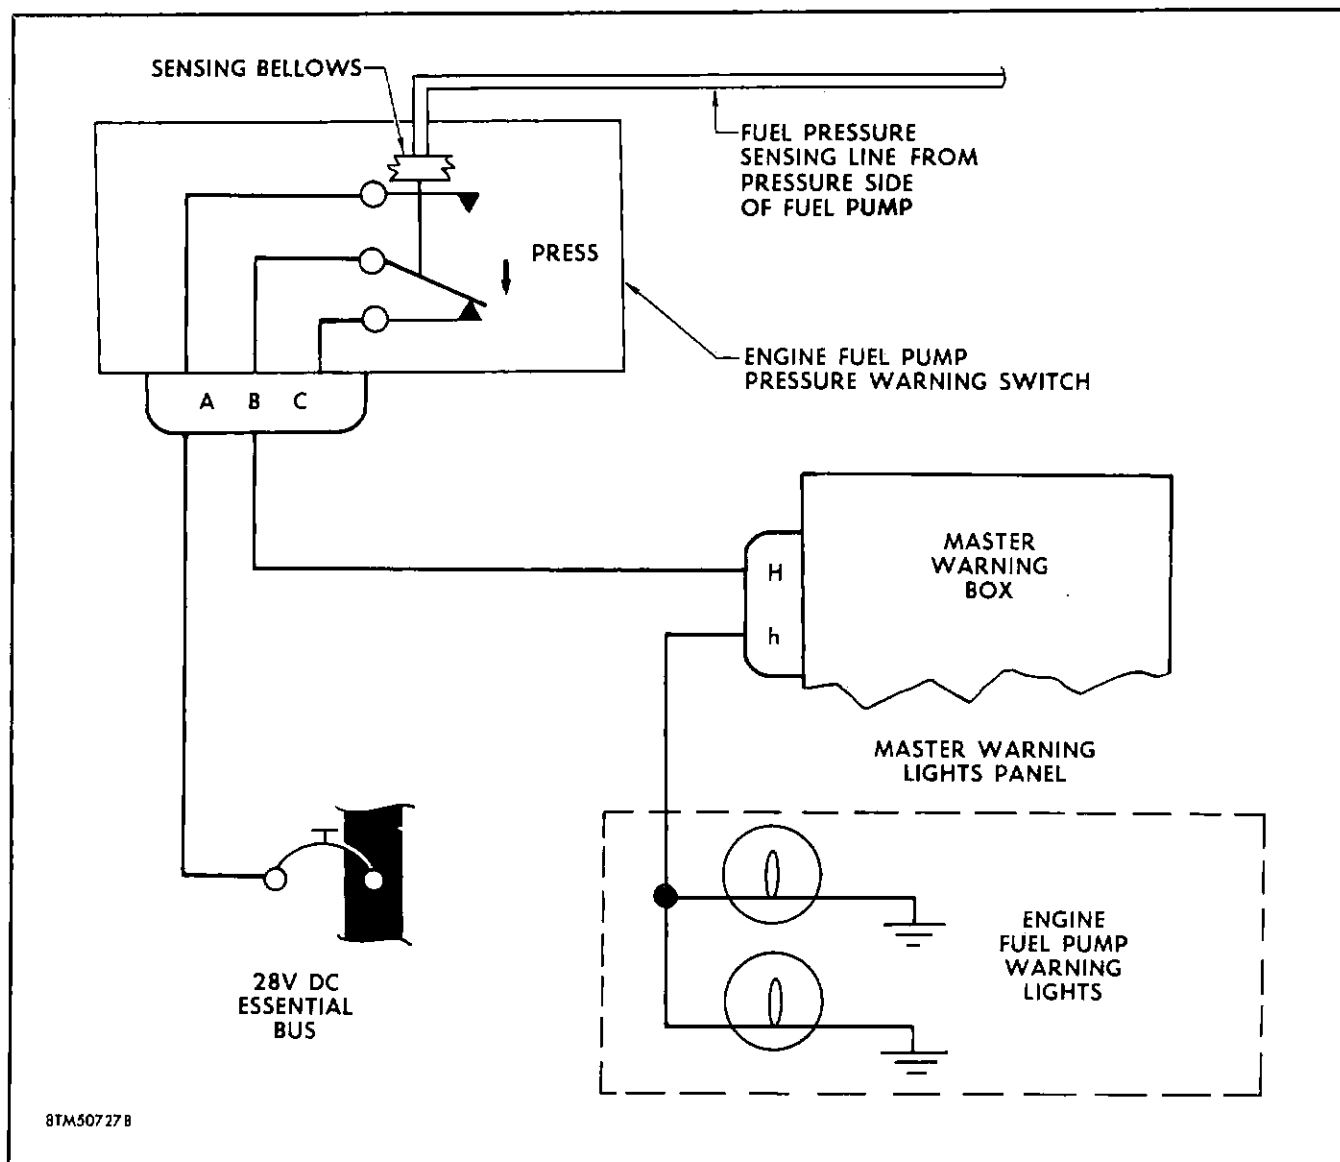 SENSING BELLOWS
FUEL PRESSURE
SENSING LINE FROM
PRESSURE SIDE
OF FUEL PUMP
PRESS
ENGINE FUEL PUMP
PRESSURE WARNING SWITCH
A B C
H
h
MASTER
WARNING
BOX
MASTER WARNING
LIGHTS PANEL
28V DC
ESSENTIAL
BUS
ENGINE
FUEL PUMP
WARNING
LIGHTS
8TM50727B